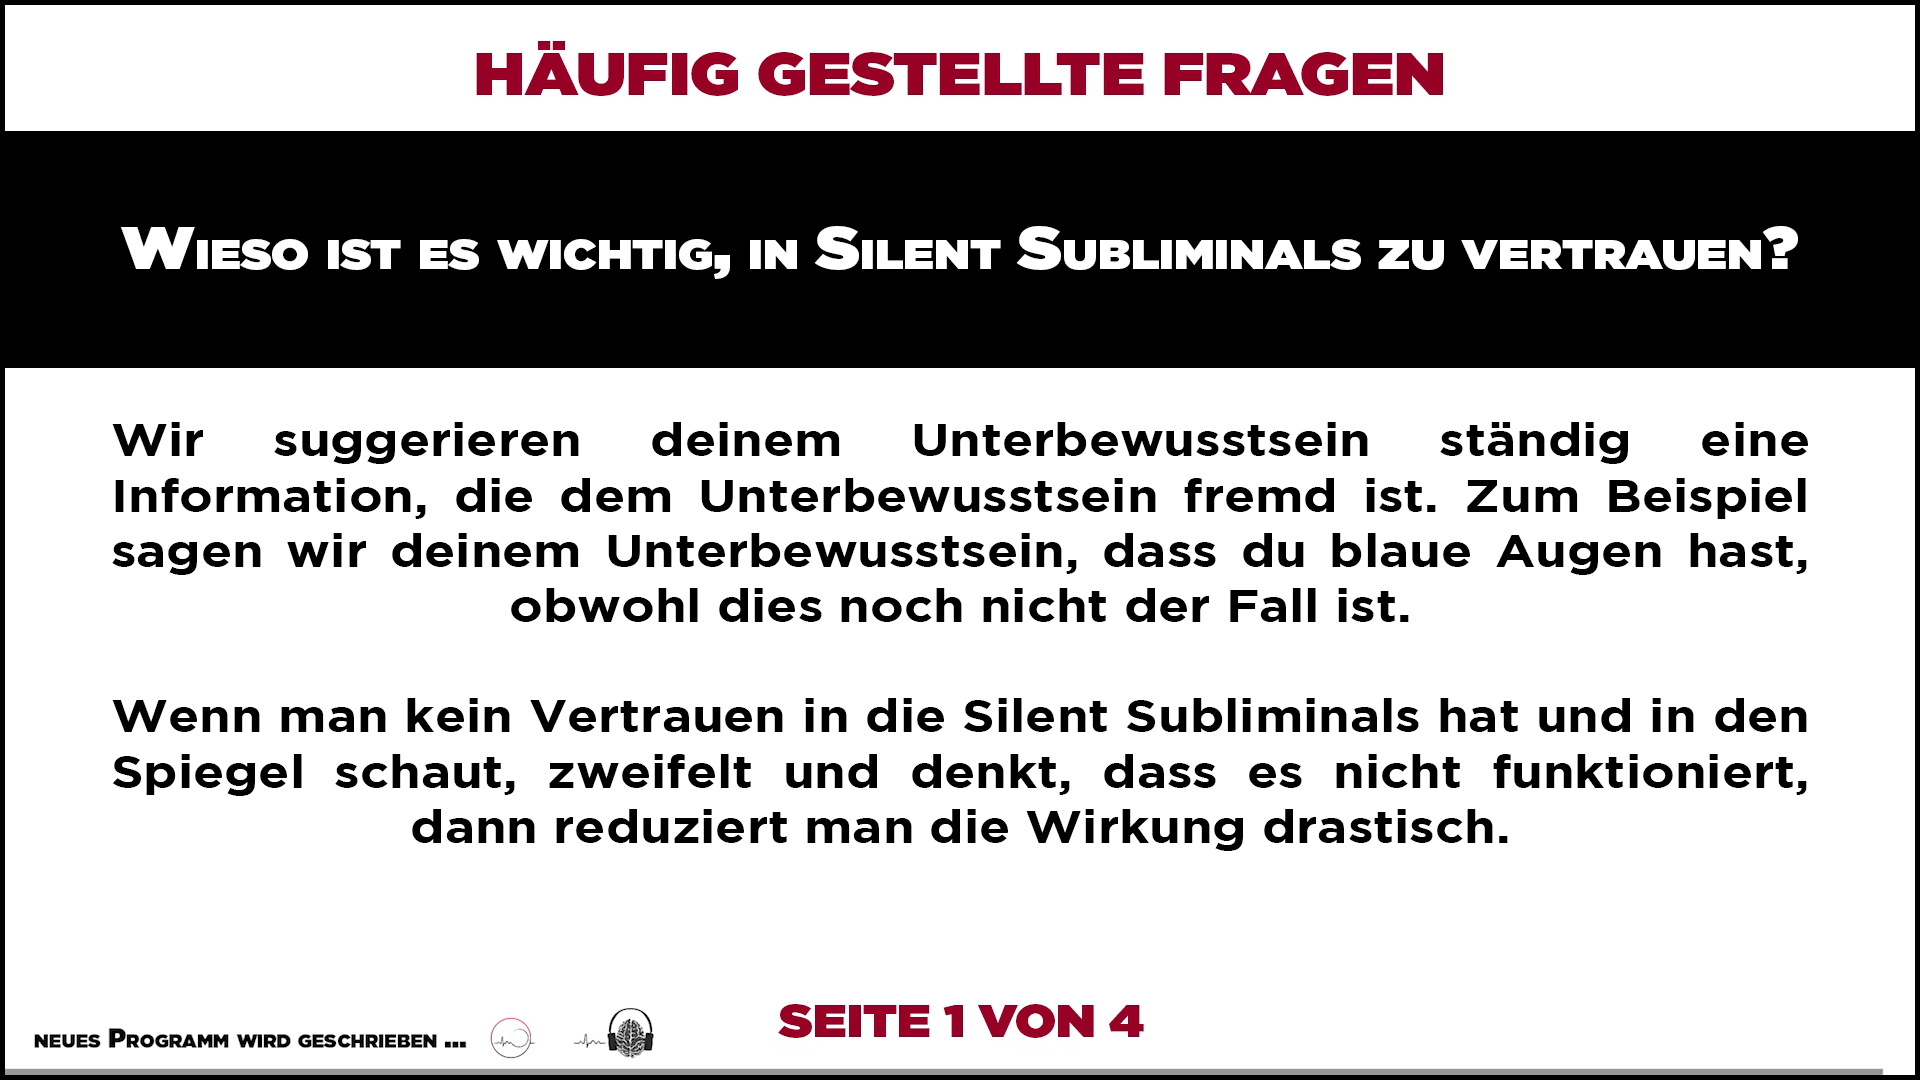 HÄUFIG GESTELLTE FRAGEN
Wieso ist es wichtig, in Silent Subliminals zu vertrauen?
Wir suggerieren deinem Unterbewusstsein ständig eine
Information, die dem Unterbewusstsein fremd ist. Zum Beispiel
sagen wir deinem Unterbewusstsein, dass du blaue Augen hast,
obwohl dies noch nicht der Fall ist.
Wenn man kein Vertrauen in die Silent Subliminals hat und in den
Spiegel schaut, zweifelt und denkt, dass es nicht funktioniert,
dann reduziert man die Wirkung drastisch.
SEITE 1 VON 4
neues Programm wird geschrieben ...